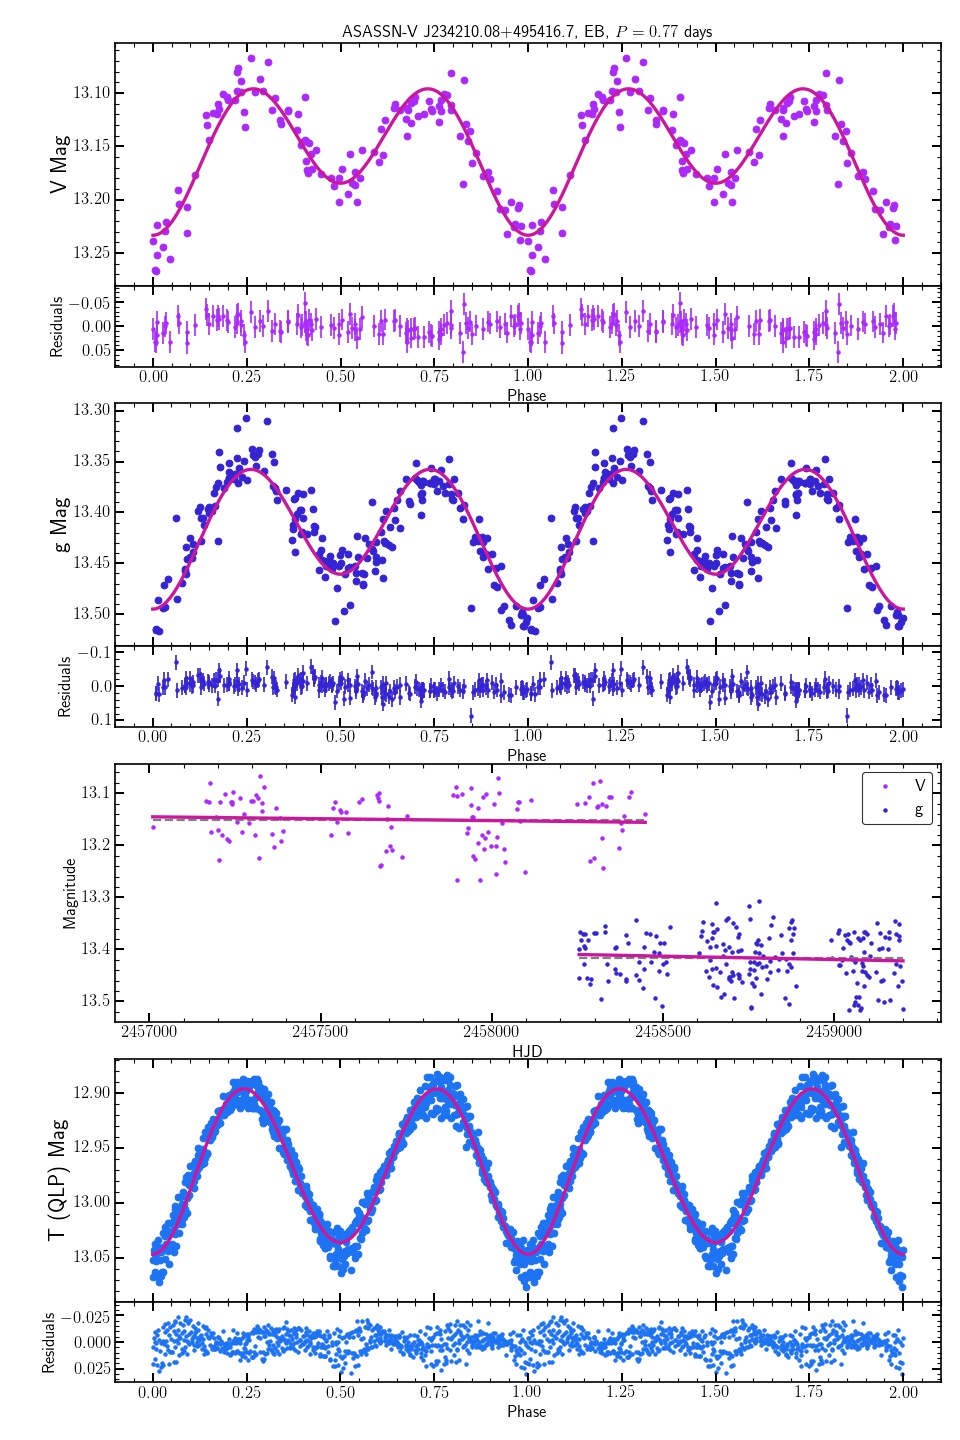 ASASSN-V J234210.08+495416.7, EB, P = 0.77 days
13.10
13.15
13.20
13.25
V Mag
−0.05
0.00
0.05
Residuals
0.00 0.25 0.50 0.75 1.00 1.25 1.50 1.75 2.00
Phase
13.30
13.35
13.40
13.45
13.50
g Mag
−0.1
0.0
0.1
Residuals
0.00 0.25 0.50 0.75 1.00 1.25 1.50 1.75 2.00
Phase
13.1
13.2
13.3
13.4
13.5
Magnitude
V
g
2457000 2457500 2458000 2458500 2459000
HJD
12.90
12.95
13.00
13.05
T (QLP) Mag
−0.025
0.000
0.025
Residuals
0.00 0.25 0.50 0.75 1.00 1.25 1.50 1.75 2.00
Phase